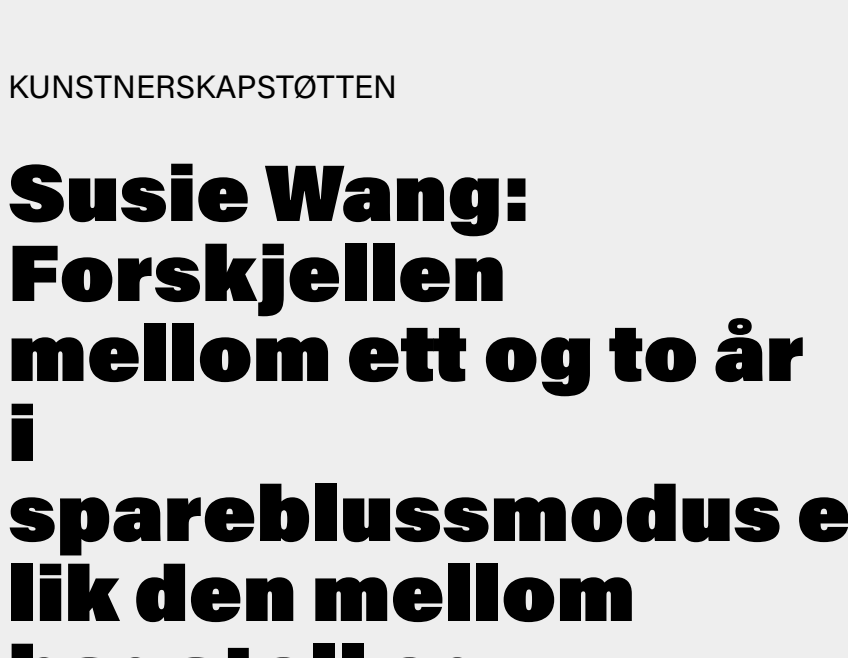 KUNSTNERSKAPSTØTTEN
Susie Wang:
Forskjellen
mellom ett og to år
i
spareblussmodus e
lik den mellom